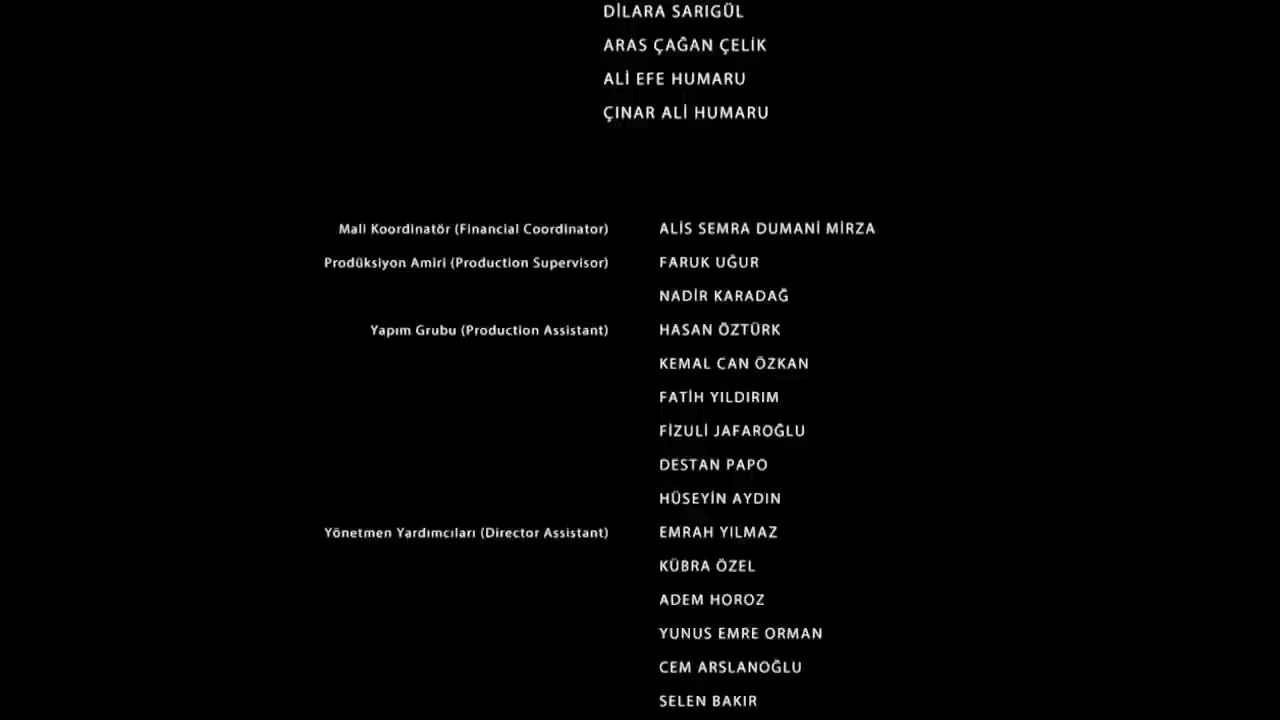 DİLARA SARIGÜL
ARAS ÇAĞAN ÇELİK
ALİ EFE HUMARU
ÇINAR ALİ HUMARU
Mali Koordinatör (Financial Coordinator) ALİS SEMRA DUMANİ MİRZA
Prodüksiyon Amiri (Production Supervisor) FARUK UĞUR
NADİR KARADAĞ
Yapım Grubu (Production Assistant) HASAN ÖZTÜRK
KEMAL CAN ÖZKAN
FATİH YILDIRIM
FİZULİ JAFAROĞLU
DESTAN PAPO
HÜSEYİN AYDIN
Yönetmen Yardımcıları (Director Assistant) EMRAH YILMAZ
KÜBRA ÖZEL
ADEM HOROZ
YUNUS EMRE ORMAN
CEM ARSLANOĞLU
SELEN BAKIR